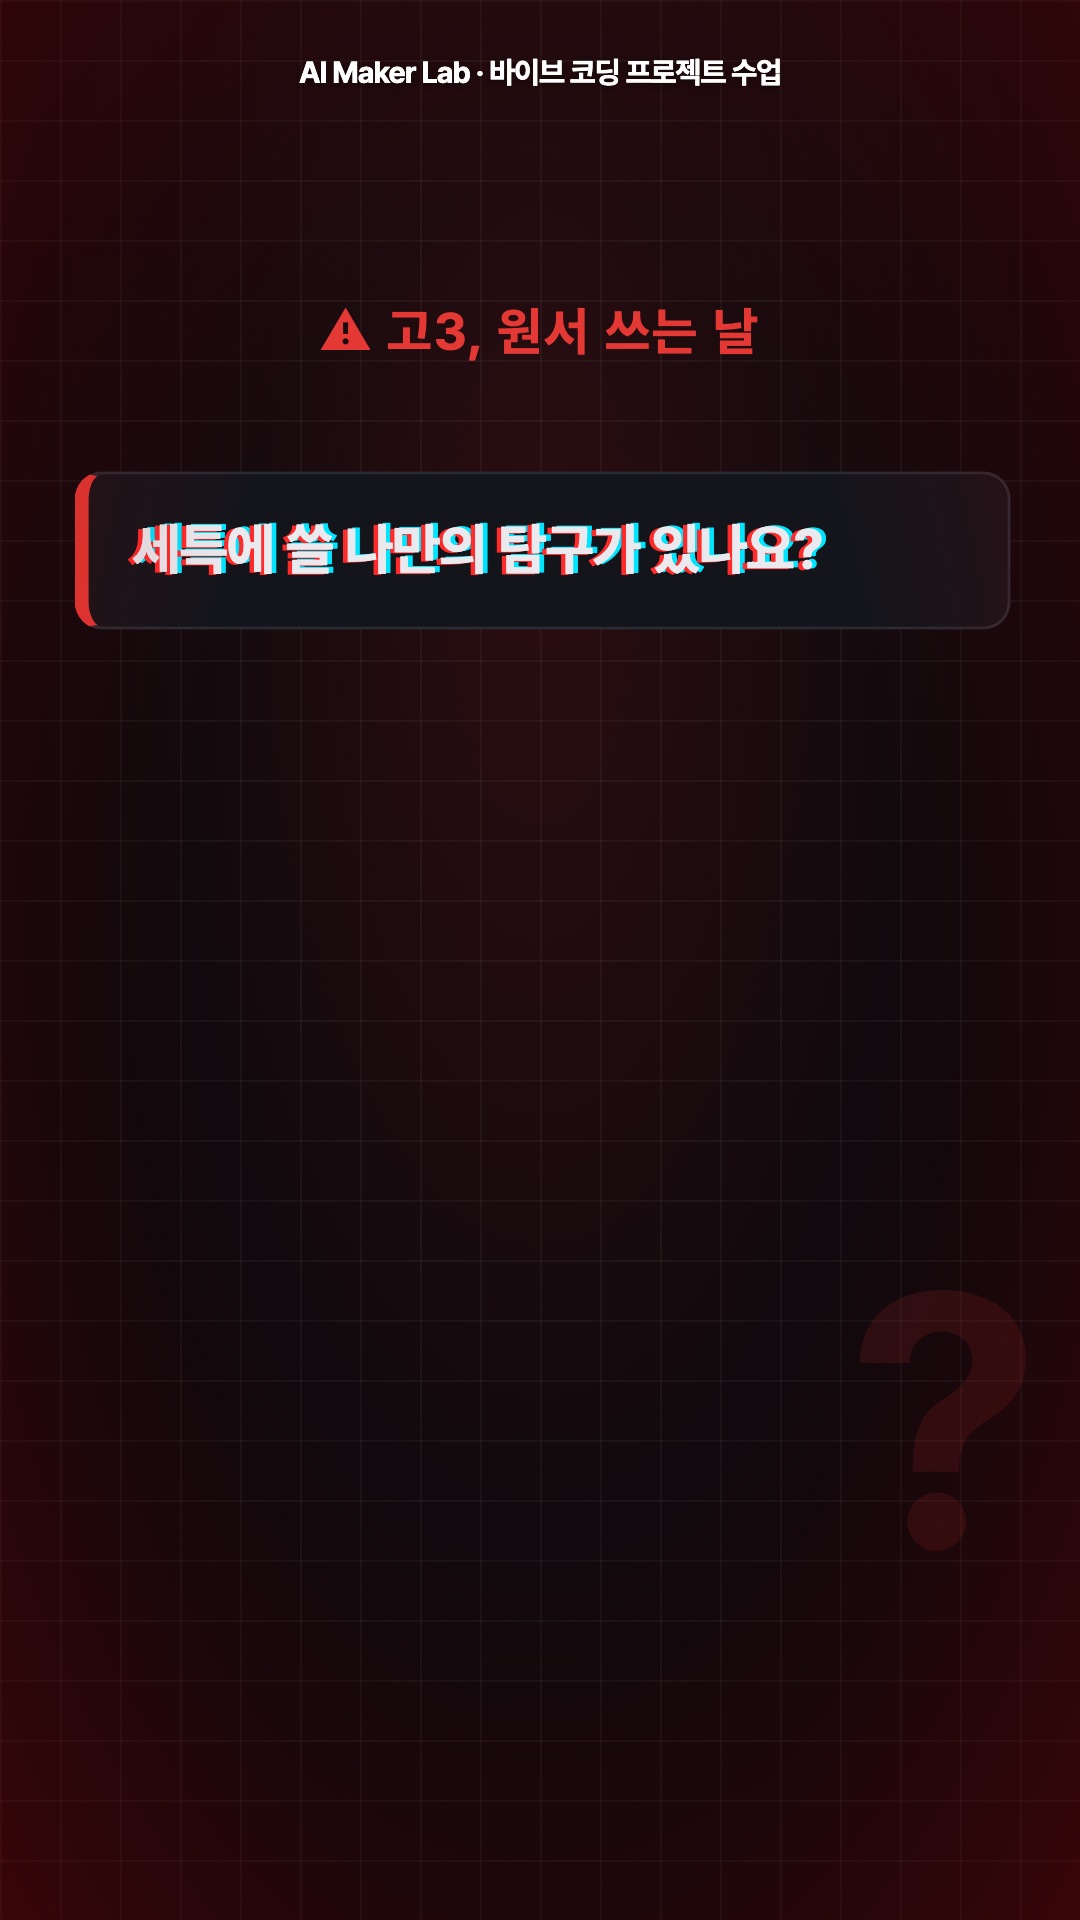 AI Maker Lab · 바이브 코딩 프로젝트 수업
⚠ 고3, 원서 쓰는 날
세특에 쓸 나만의 탐구가 있나요?
?